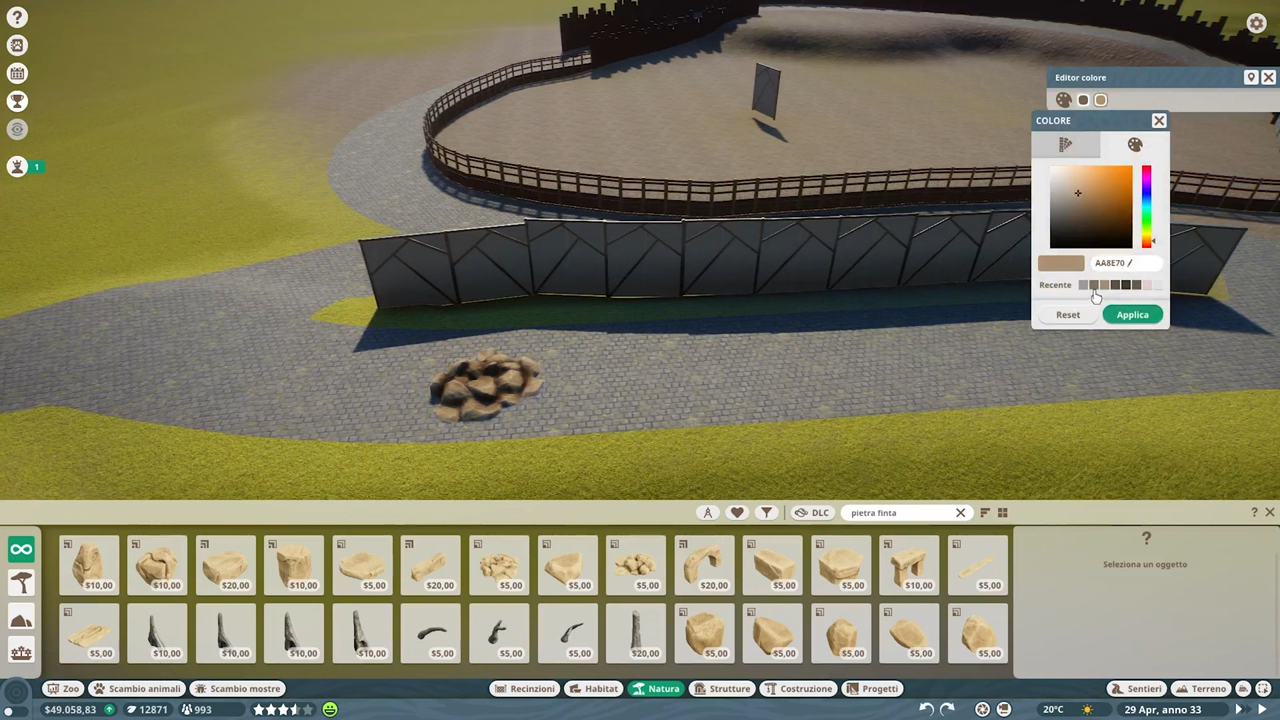 ?
1
Editor colore
COLORE
AA8E70 /
Recente
Reset Applica
DLC pietra finta
?
$10,00 $10,00 $20,00 $10,00 $5,00 $20,00 $5,00 $5,00 $5,00 $20,00 $5,00 $5,00 $10,00 $5,00
$5,00 $10,00 $10,00 $10,00 $10,00 $5,00 $5,00 $5,00 $20,00 $5,00 $5,00 $5,00 $5,00 $5,00
?
Seleziona un oggetto
Zoo Scambio animali Scambio mostre Recinzioni Habitat Natura Strutture Costruzione Progetti Sentieri Terreno
$49.058,83 12871 993 20°C 29 Apr, anno 33